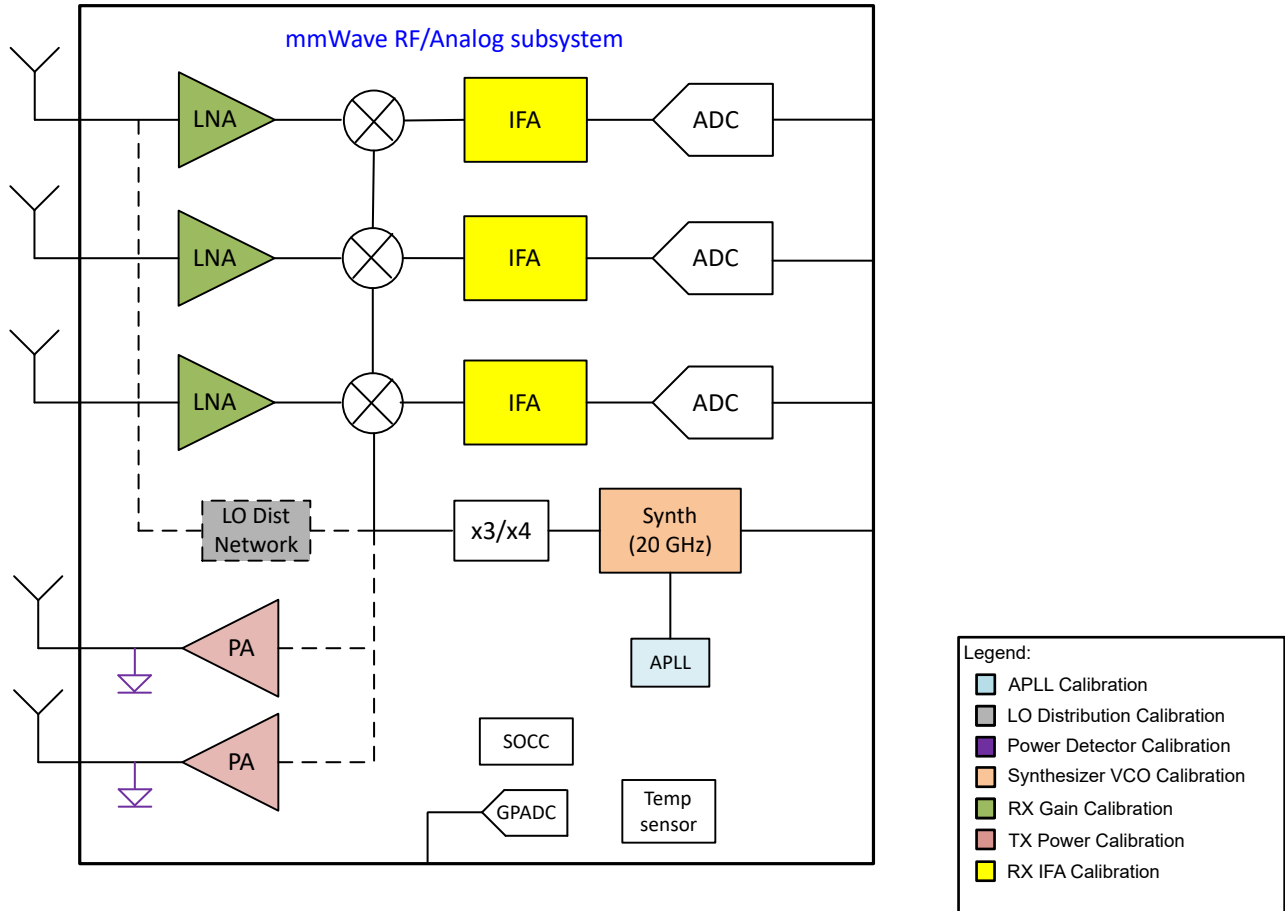 mmWave RF/Analog subsystem
LNA
IFA
ADC
LNA
IFA
ADC
LNA
IFA
ADC
LO Dist
Network
x3/x4
Synth
(20 GHz)
PA
APLL
PA
SOCC
GPADC
Temp
sensor
Legend:
APLL Calibration
LO Distribution Calibration
Power Detector Calibration
Synthesizer VCO Calibration
RX Gain Calibration
TX Power Calibration
RX IFA Calibration